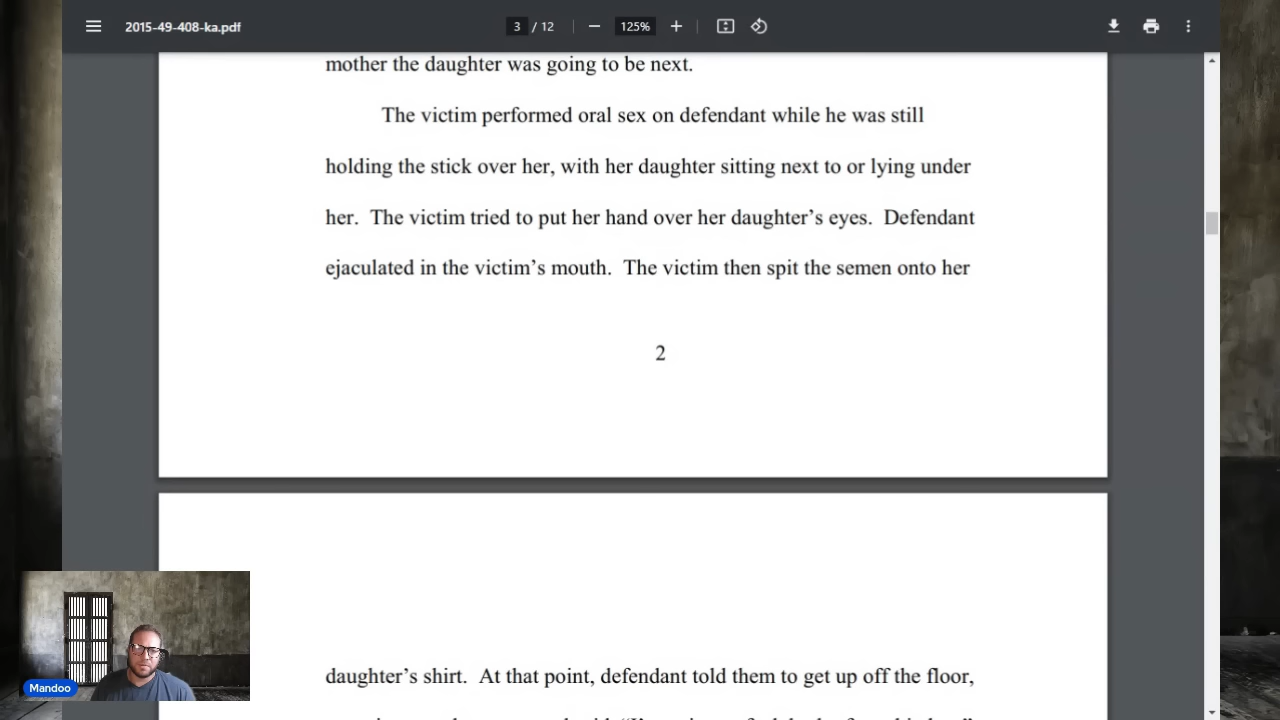 2015-49-408-ka.pdf
3 / 12
125%
mother the daughter was going to be next.
The victim performed oral sex on defendant while he was still
holding the stick over her, with her daughter sitting next to or lying under
her. The victim tried to put her hand over her daughter's eyes. Defendant
ejaculated in the victim's mouth. The victim then spit the semen onto her
2
daughter's shirt. At that point, defendant told them to get up off the floor,
Mandoo